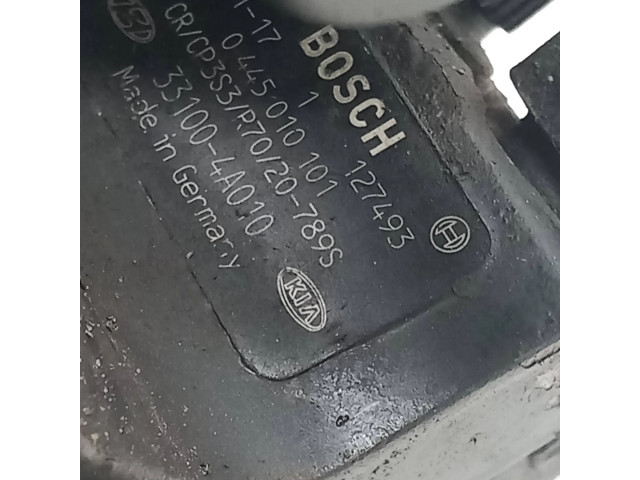 BOSCH
1-17 1 127493
0 445 010 101
CR/CP3S3/R70/20-789S
33100-4A010
Made in Germany
KIA